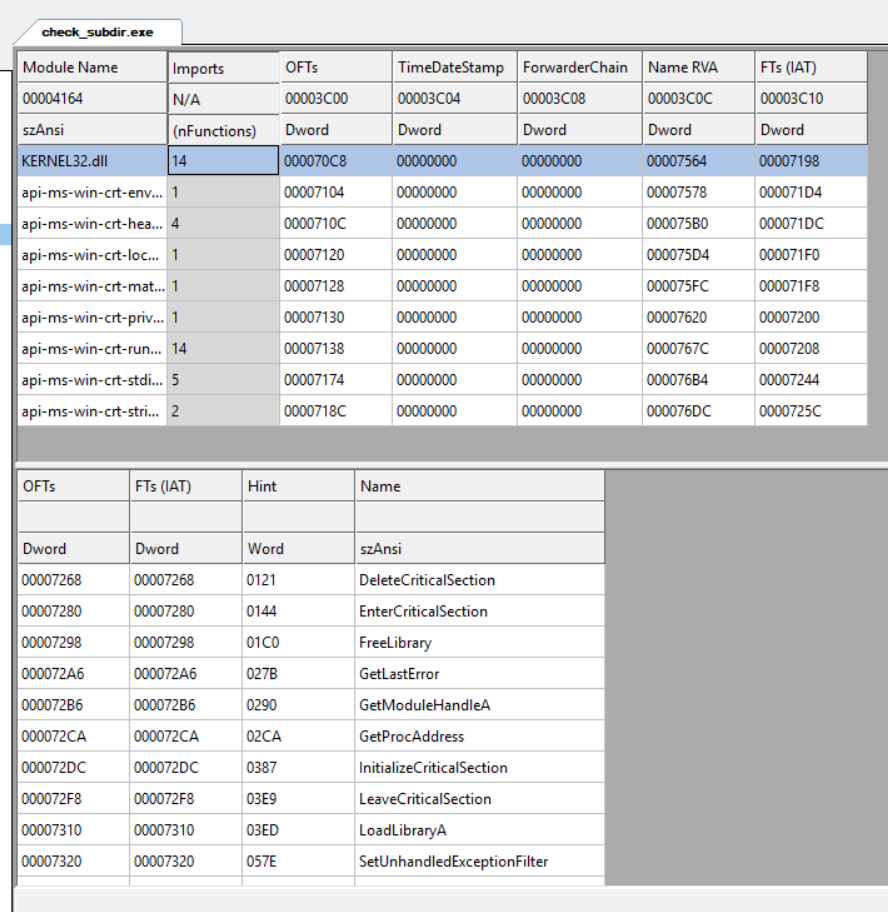 check_subdir.exe
Module Name Imports OFTs TimeDateStamp ForwarderChain Name RVA FTs (IAT)
00004164 N/A 00003C00 00003C04 00003C08 00003C0C 00003C10
szAnsi (nFunctions) Dword Dword Dword Dword Dword
KERNEL32.dll 14 000070C8 00000000 00000000 00007564 00007198
api-ms-win-crt-env... 1 00007104 00000000 00000000 00007578 000071D4
api-ms-win-crt-hea... 4 0000710C 00000000 00000000 000075B0 000071DC
api-ms-win-crt-loc... 1 00007120 00000000 00000000 000075D4 000071F0
api-ms-win-crt-mat... 1 00007128 00000000 00000000 000075FC 000071F8
api-ms-win-crt-priv... 1 00007130 00000000 00000000 00007620 00007200
api-ms-win-crt-run... 14 00007138 00000000 00000000 0000767C 00007208
api-ms-win-crt-stdi... 5 00007174 00000000 00000000 000076B4 00007244
api-ms-win-crt-stri... 2 0000718C 00000000 00000000 000076DC 0000725C
OFTs FTs (IAT) Hint Name
Dword Dword Word szAnsi
00007268 00007268 0121 DeleteCriticalSection
00007280 00007280 0144 EnterCriticalSection
00007298 00007298 01C0 FreeLibrary
000072A6 000072A6 027B GetLastError
000072B6 000072B6 0290 GetModuleHandleA
000072CA 000072CA 02CA GetProcAddress
000072DC 000072DC 0387 InitializeCriticalSection
000072F8 000072F8 03E9 LeaveCriticalSection
00007310 00007310 03ED LoadLibraryA
00007320 00007320 057E SetUnhandledExceptionFilter